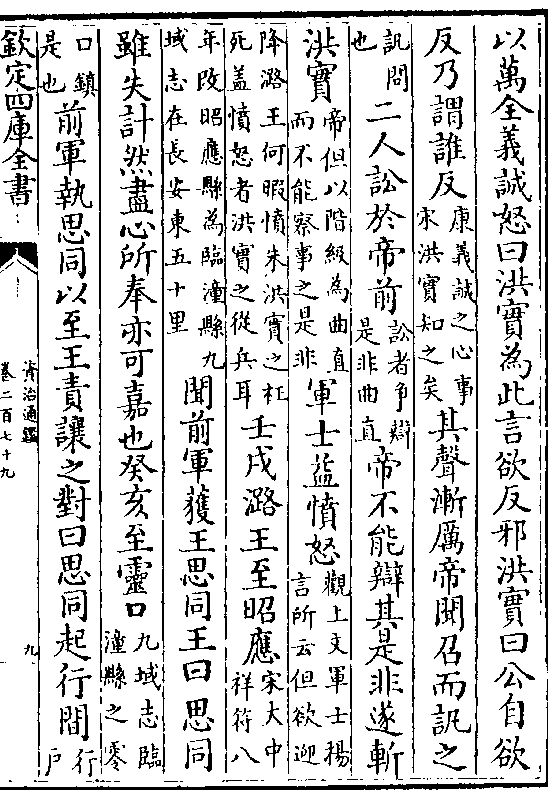 以萬全義誠怒曰洪實為此言欲反邪洪實曰公自欲
反乃謂誰反康義誠之心事朱洪實知之矣其聲漸厲帝聞召而訊之
訊問也二人訟於帝前訟者争辯是非曲直帝不能辯其是非遂斬
洪實帝但以階級為曲直而不能察事之是非軍士益憤怒觀上文軍士揚言所云但欲迎
降潞王何暇憤朱洪實之枉死盖憤怒者洪實之從兵耳壬戌潞王至昭應宋大中祥符八
年改昭應縣為臨潼縣九域志在長安東五十里聞前軍獲王思同王曰思同
雖失計然盡心所奉亦可嘉也癸亥至靈口九域志臨潼縣之零
口鎮是也前軍執思同以至王責讓之對曰思同起行間行戶
欽定四庫全書
資治通鑑
卷二百七十九
九